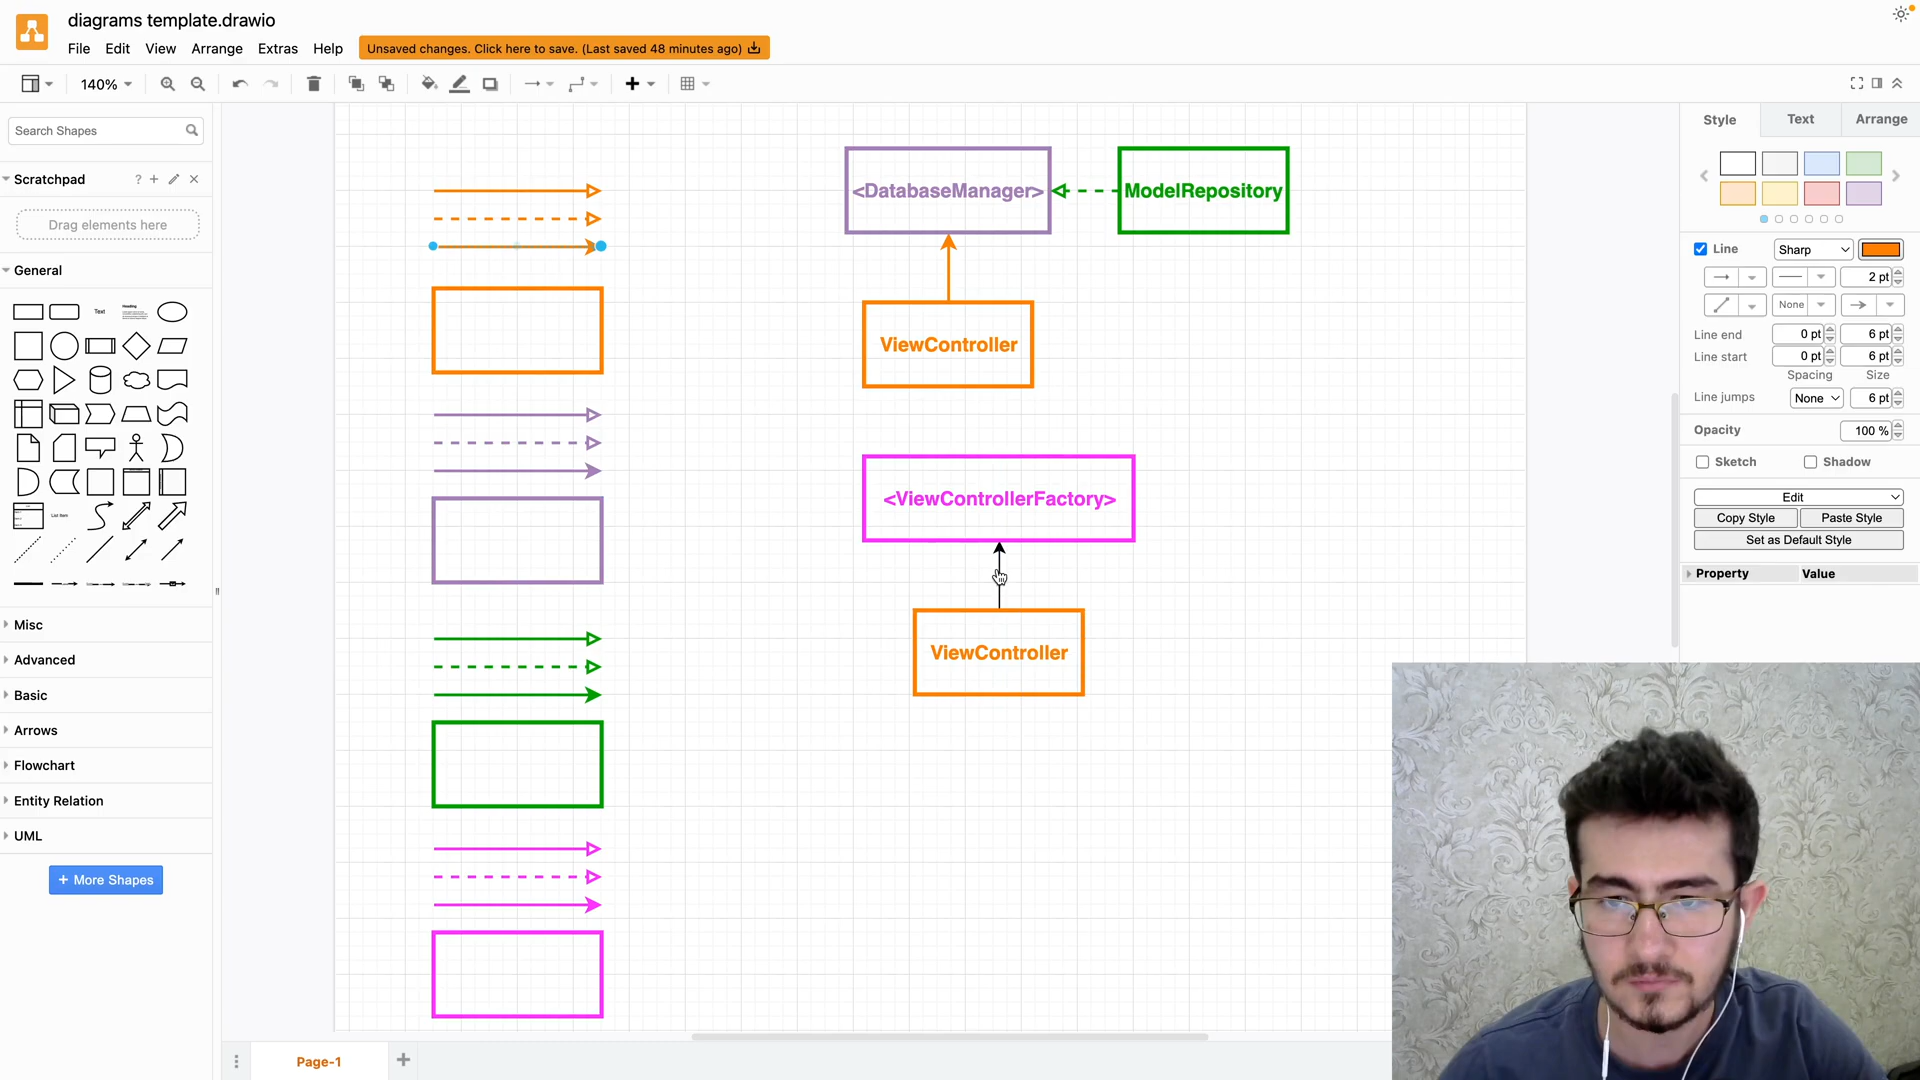 diagrams template.drawio
File Edit View Arrange Extras Help
Unsaved changes. Click here to save. (Last saved 48 minutes ago)
140%
Search Shapes
Scratchpad ?
Drag elements here
General
Text
Heading
List Item
Misc
Advanced
Basic
Arrows
Flowchart
Entity Relation
UML
+ More Shapes
<DatabaseManager>
ModelRepository
ViewController
<ViewControllerFactory>
ViewController
Page-1
Style Text Arrange
Line Sharp
2 pt
None
Line end 0 pt 6 pt
Line start 0 pt 6 pt
Spacing Size
Line jumps None 6 pt
Opacity 100 %
Sketch Shadow
Edit
Copy Style Paste Style
Set as Default Style
Property Value